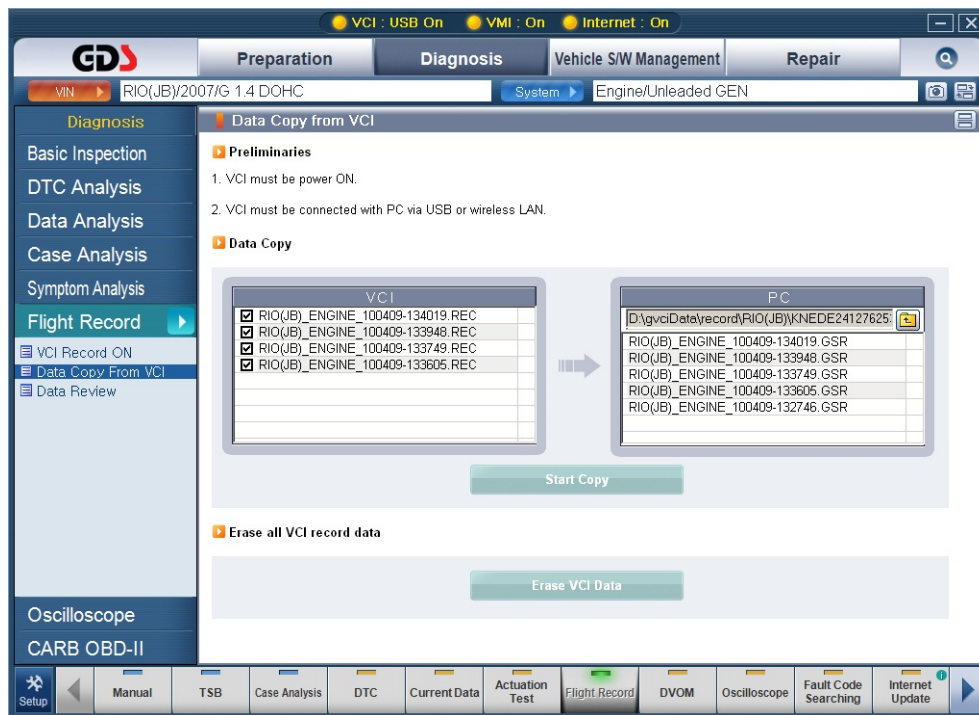 VCI : USB On VMI : On Internet : On
GDS Preparation Diagnosis Vehicle S/W Management Repair
VIN RIO(JB)/2007/G 1.4 DOHC System Engine/Unleaded GEN
Diagnosis
Basic Inspection
DTC Analysis
Data Analysis
Case Analysis
Symptom Analysis
Flight Record
VCI Record ON
Data Copy From VCI
Data Review
Oscilloscope
CARB OBD-II
Data Copy from VCI
Preliminaries
1. VCI must be power ON.
2. VCI must be connected with PC via USB or wireless LAN.
Data Copy
VCI
RIO(JB)_ENGINE_100409-134019.REC
RIO(JB)_ENGINE_100409-133948.REC
RIO(JB)_ENGINE_100409-133749.REC
RIO(JB)_ENGINE_100409-133605.REC
PC
D:\gvciData\record\RIO(JB)\KNEDE24127625:
RIO(JB)_ENGINE_100409-134019.GSR
RIO(JB)_ENGINE_100409-133948.GSR
RIO(JB)_ENGINE_100409-133749.GSR
RIO(JB)_ENGINE_100409-133605.GSR
RIO(JB)_ENGINE_100409-132746.GSR
Start Copy
Erase all VCI record data
Erase VCI Data
Setup
Manual
TSB
Case Analysis
DTC
Current Data
Actuation
Test
Flight Record
DVOM
Oscilloscope
Fault Code
Searching
Internet
Update